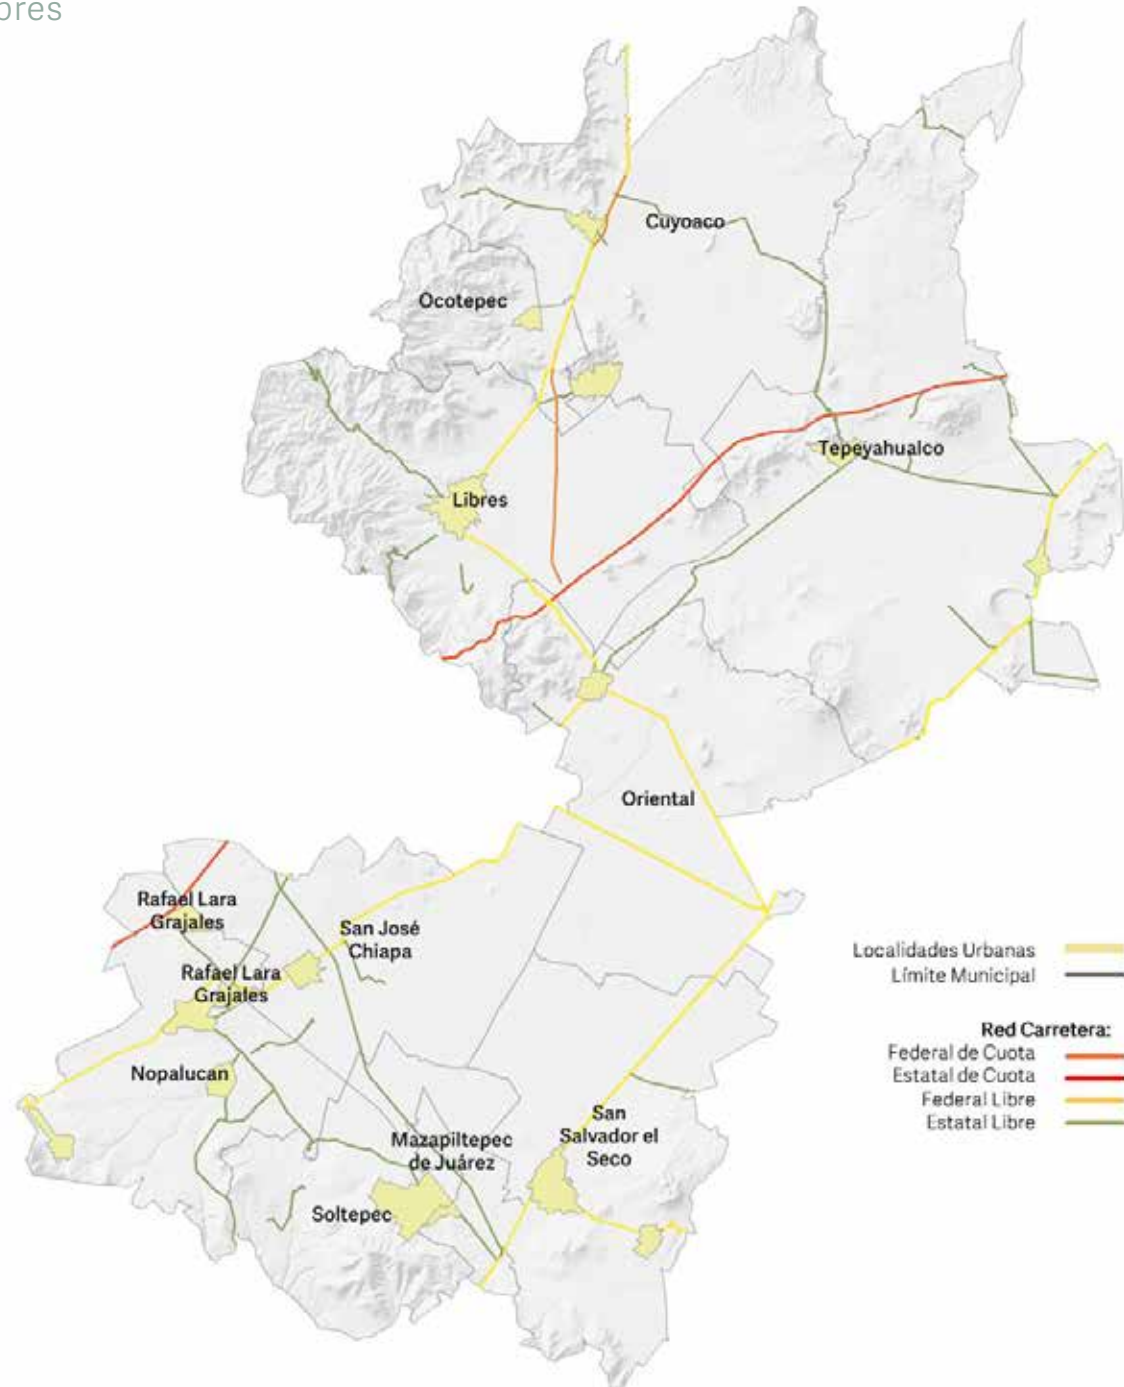 Cuyoaco
Ocotepec
Tepeyahualco
Libres
Oriental
Rafael Lara
Grajales
San José
Chiapa
Rafael Lara
Grajales
Nopalucan
San
Salvador el
Seco
Mazapiltepec
de Juárez
Soltepec
Localidades Urbanas
Límite Municipal
Red Carretera:
Federal de Cuota
Estatal de Cuota
Federal Libre
Estatal Libre